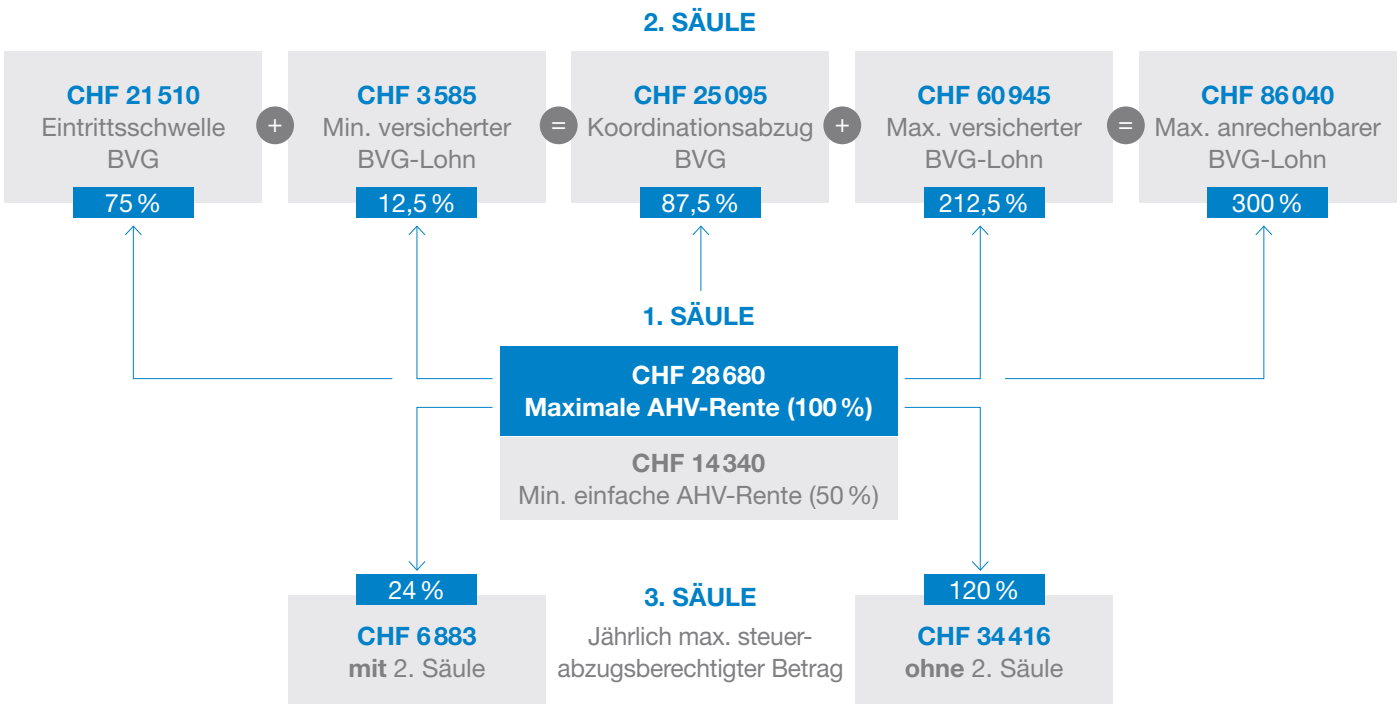 2. SÄULE
CHF 21 510
Eintrittsschwelle
BVG
75 %
+
CHF 3 585
Min. versicherter
BVG-Lohn
12,5 %
=
CHF 25 095
Koordinationsabzug
BVG
87,5 %
+
CHF 60 945
Max. versicherter
BVG-Lohn
212,5 %
=
CHF 86 040
Max. anrechenbarer
BVG-Lohn
300 %
1. SÄULE
CHF 28 680
Maximale AHV-Rente (100 %)
CHF 14 340
Min. einfache AHV-Rente (50 %)
24 %
CHF 6 883
mit 2. Säule
3. SÄULE
Jährlich max. steuer-
abzugsberechtigter Betrag
120 %
CHF 34 416
ohne 2. Säule